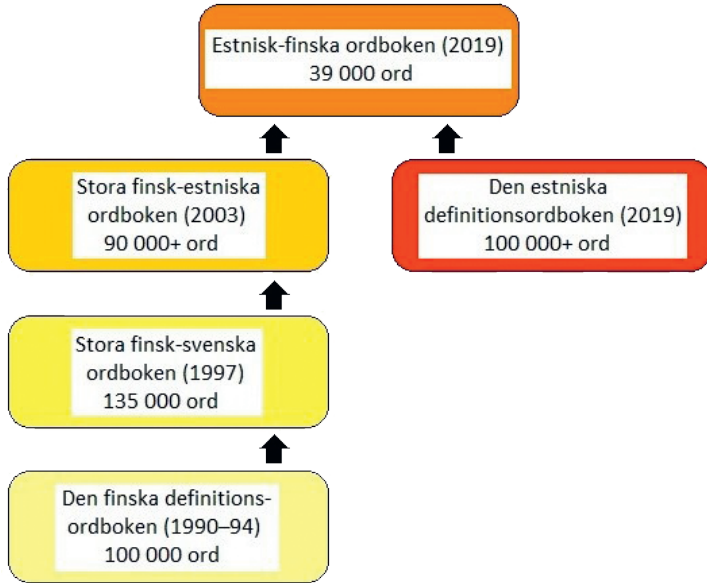 Estnisk-finska ordboken (2019)
39 000 ord
Stora finsk-estniska
ordboken (2003)
90 000+ ord
Den estniska
definitionsordboken (2019)
100 000+ ord
Stora finsk-svenska
ordboken (1997)
135 000 ord
Den finska definitions-
ordboken (1990–94)
100 000 ord